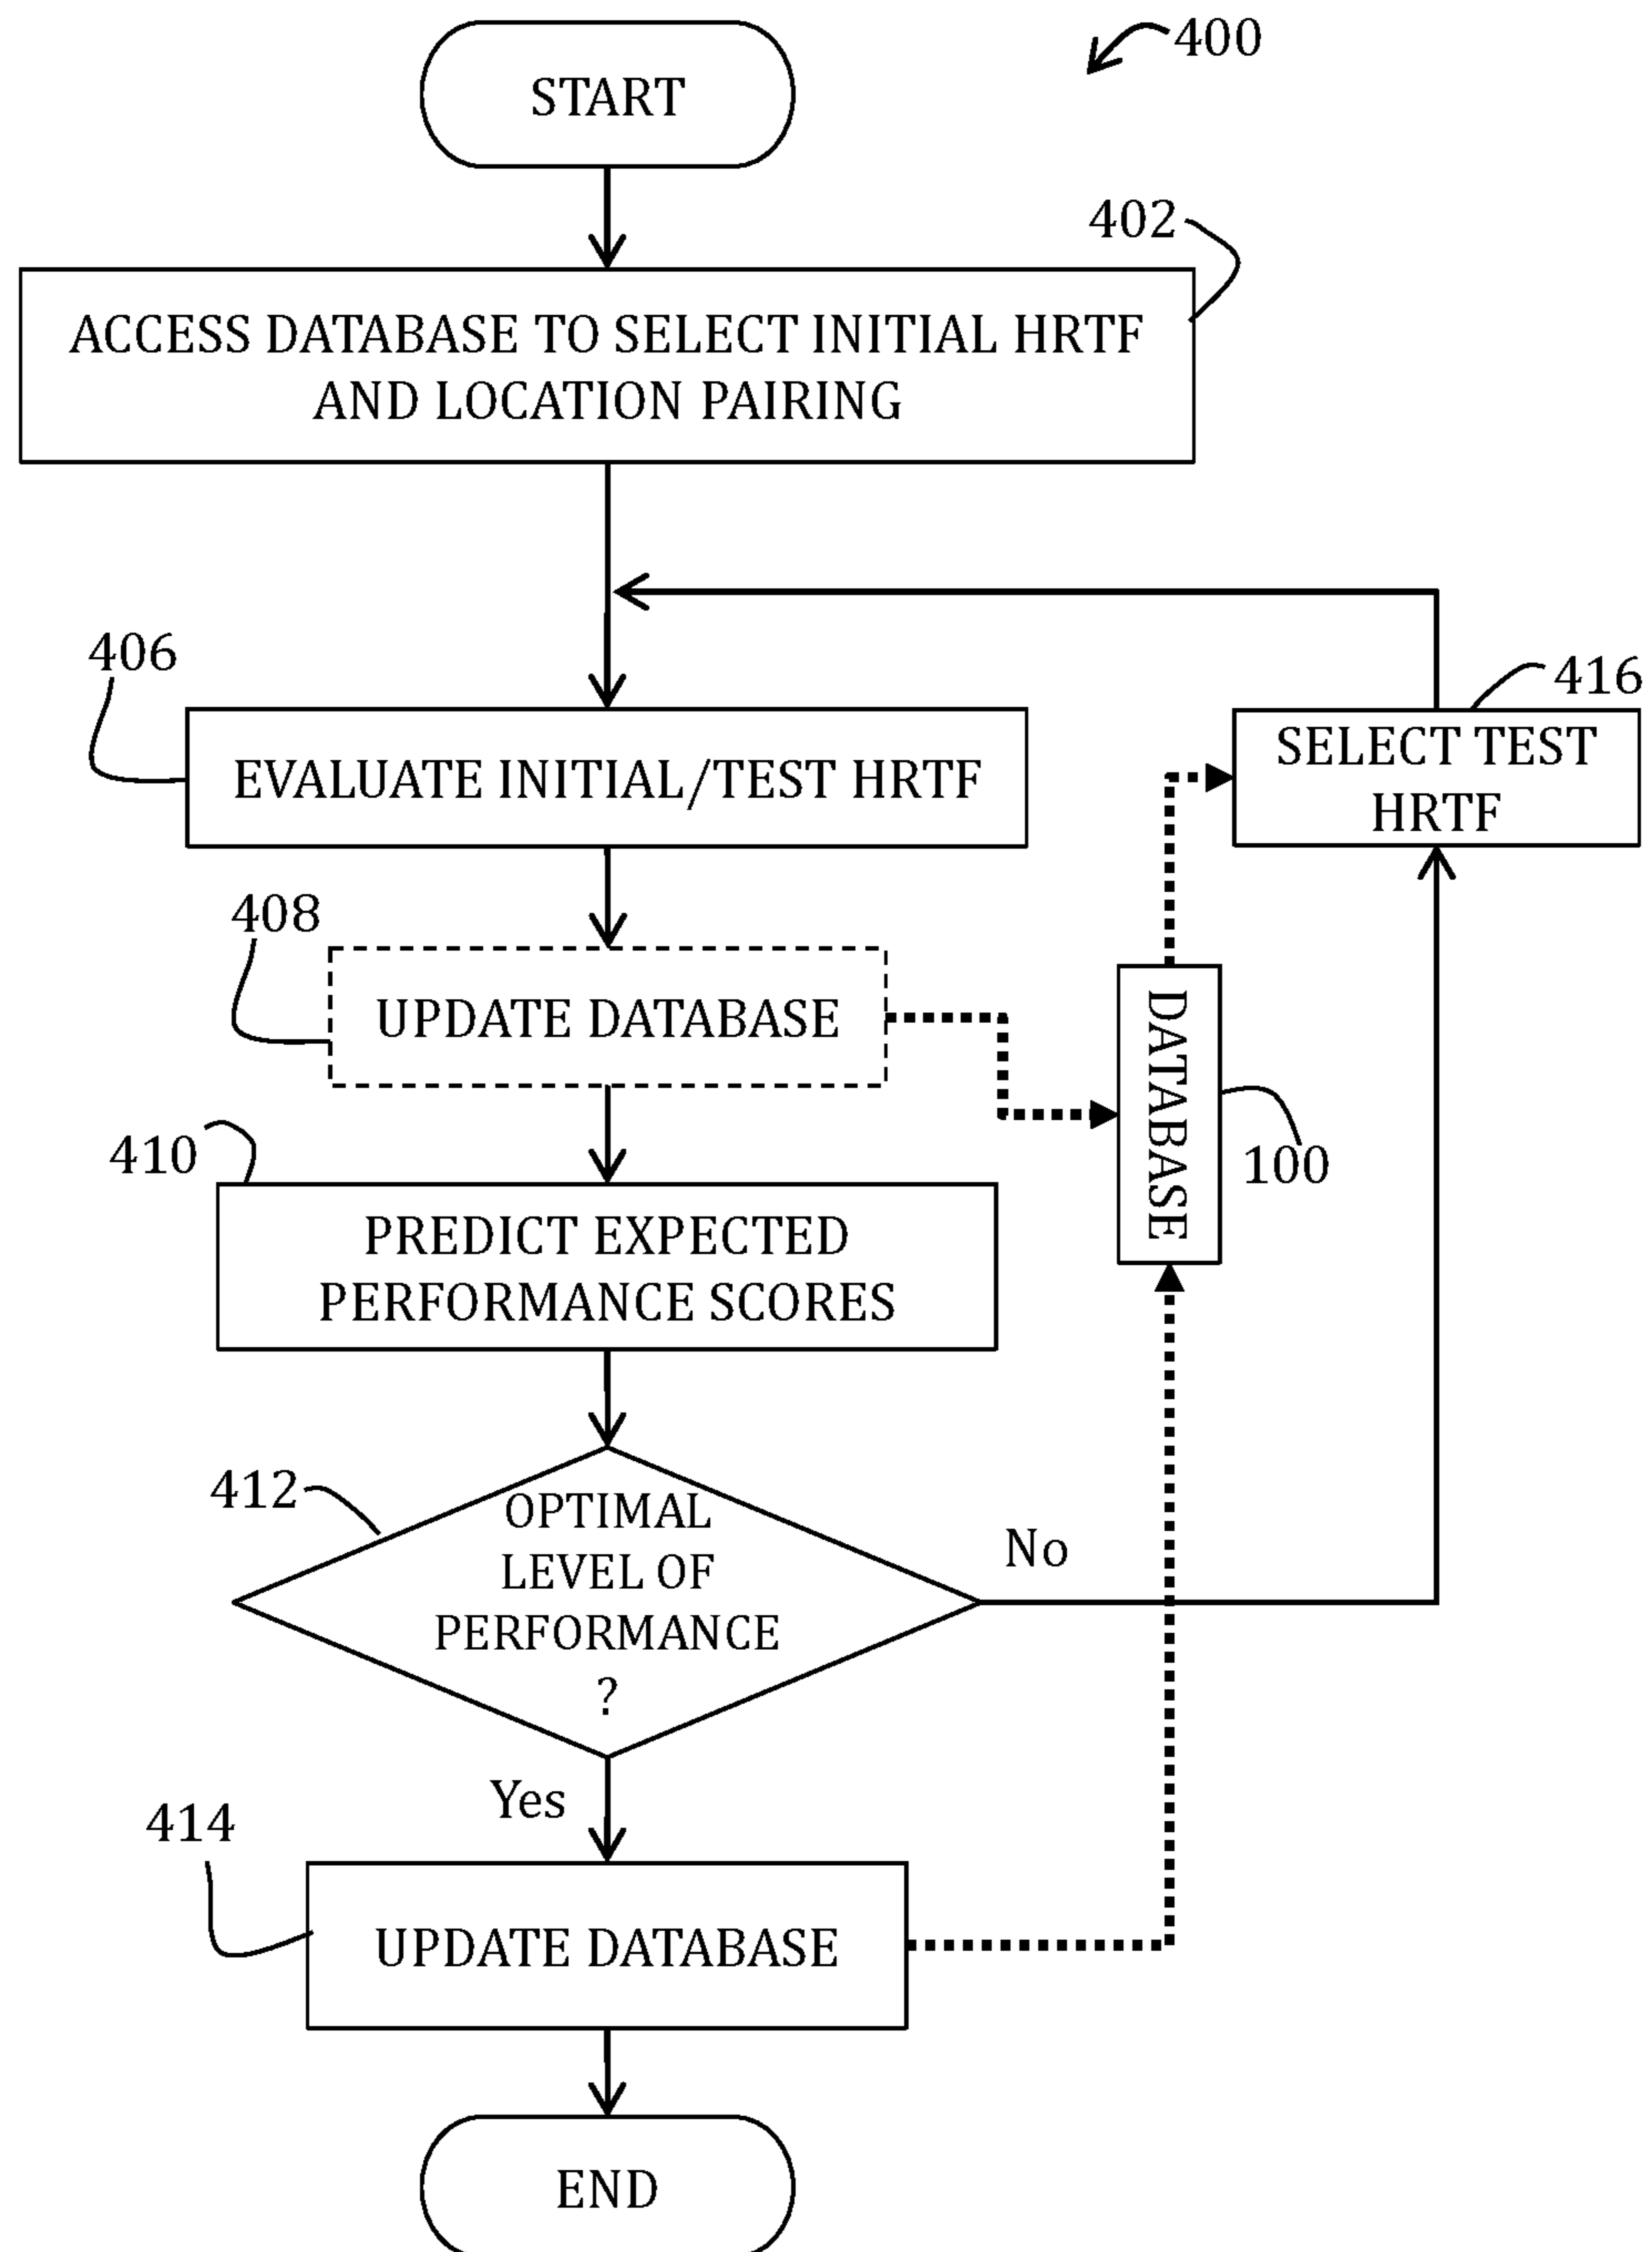 400
START
402
ACCESS DATABASE TO SELECT INITIAL HRTF
AND LOCATION PAIRING
406
416
EVALUATE INITIAL/TEST HRTF
SELECT TEST
HRTF
408
UPDATE DATABASE
DATABASE
100
410
PREDICT EXPECTED
PERFORMANCE SCORES
412
OPTIMAL
LEVEL OF
PERFORMANCE
?
No
Yes
414
UPDATE DATABASE
END